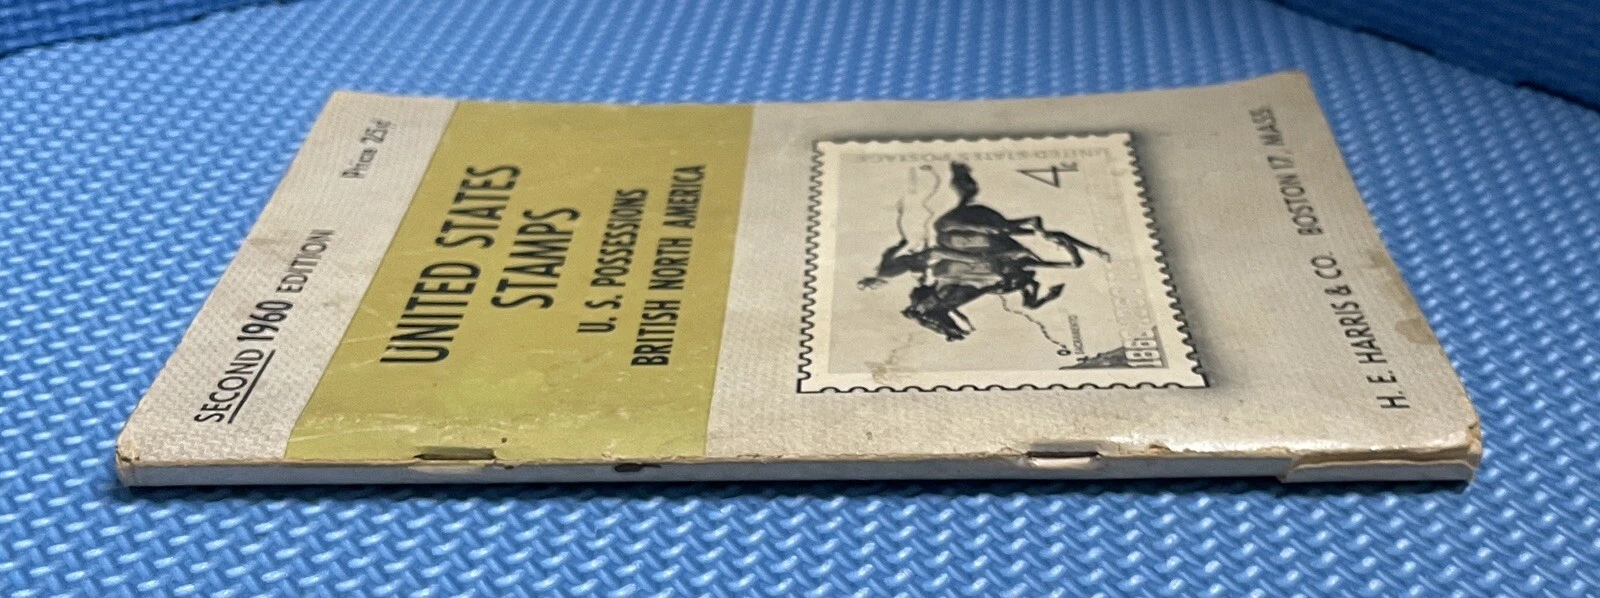 SECOND 1960 EDITION
Price 25¢
UNITED STATES
STAMPS
U. S. POSSESSIONS
BRITISH NORTH AMERICA
UNITED STATES POSTAGE
4¢
SACRAMENTO
H. E. HARRIS & CO. BOSTON 17, MASS.